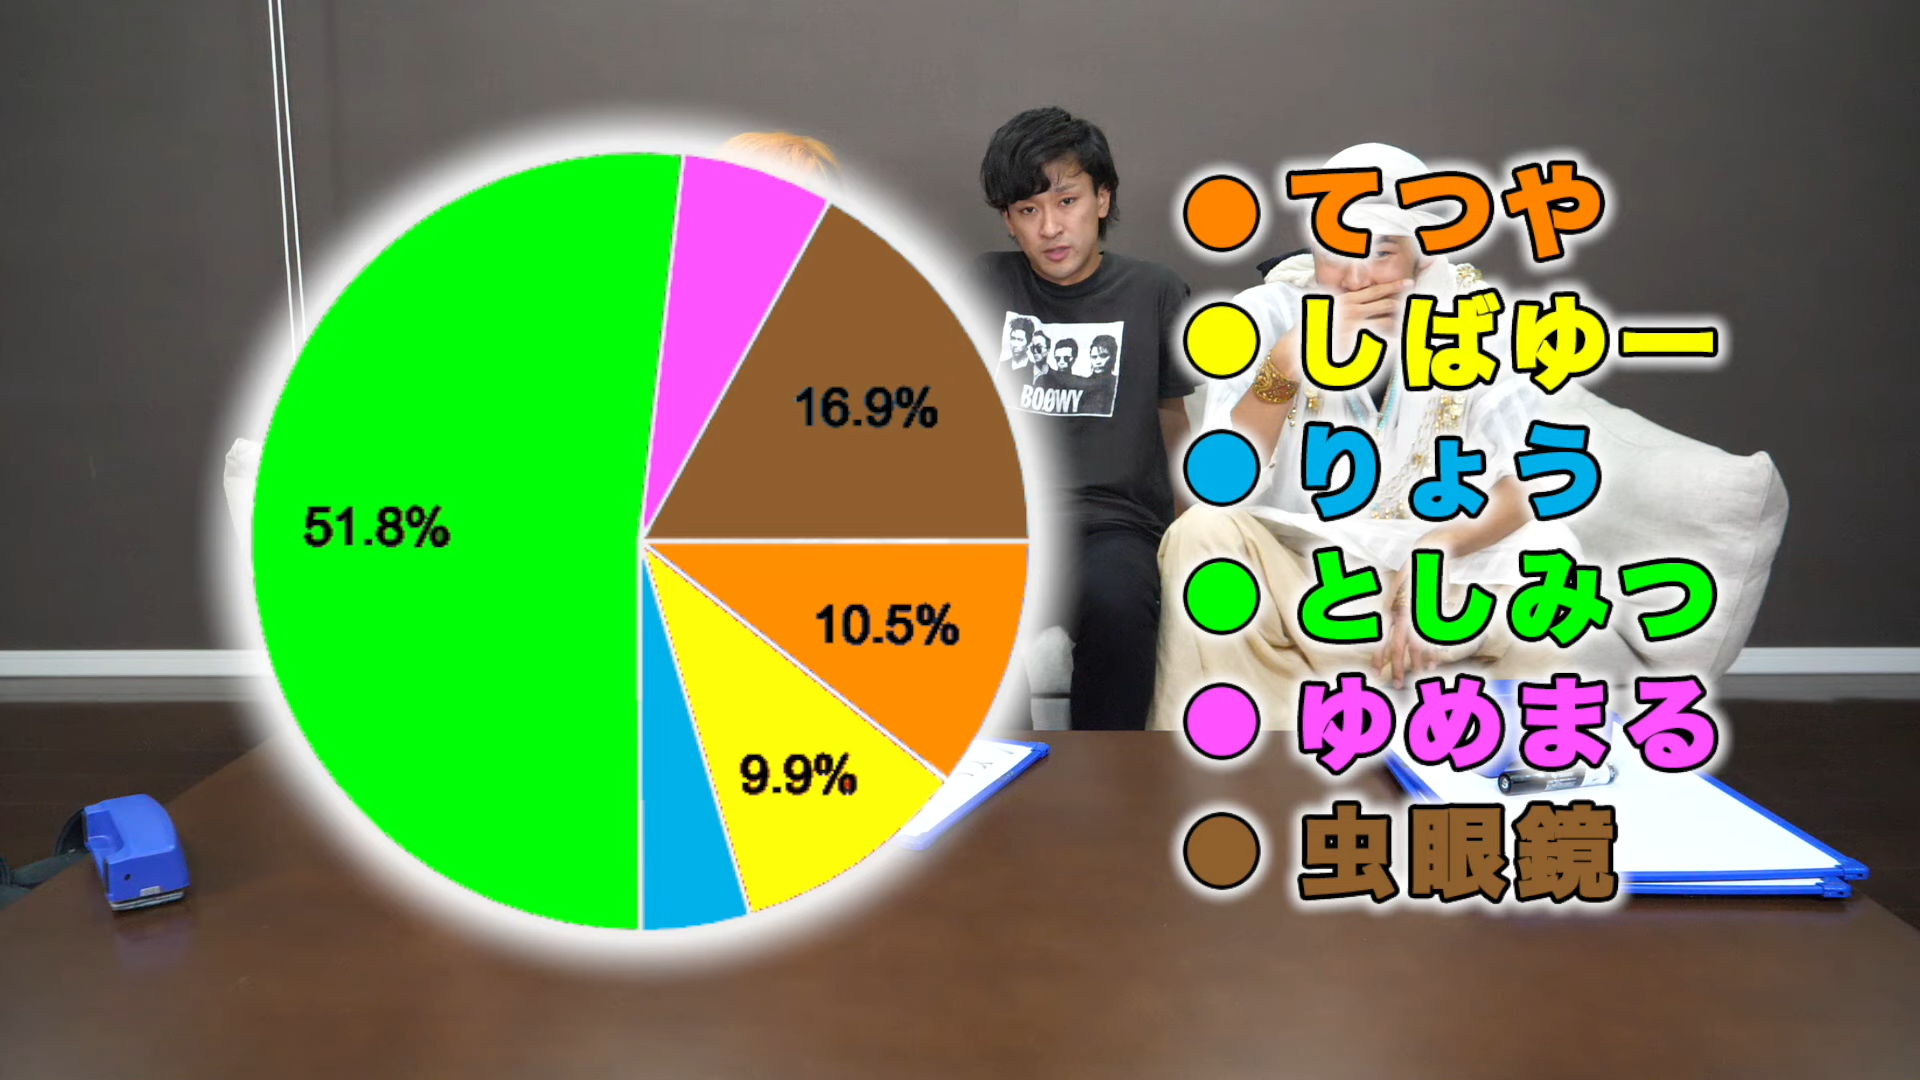 51.8%
16.9%
10.5%
9.9%
てつや
しばゆー
りょう
としみつ
ゆめまる
虫眼鏡
BOØWY